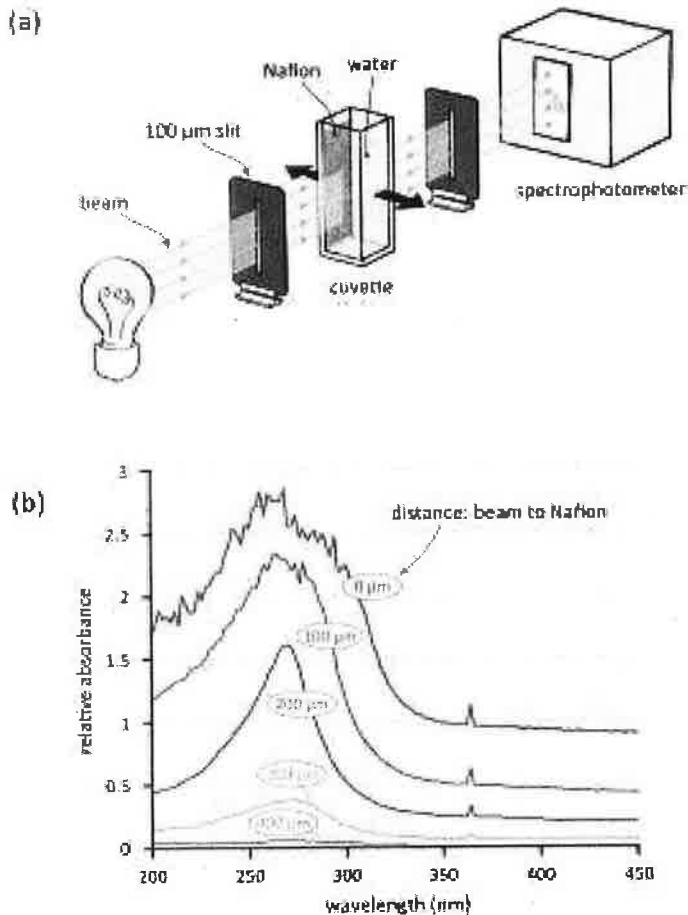 (a)
Nafion
water
100 µm slit
beam
spectrophotometer
cuvette
(b)
distance: beam to Nafion
relative absorbance
3
2.5
2
1.5
1
0.5
0
0 µm
100 µm
200 µm
200 250 300 350 400 450
wavelength (nm)